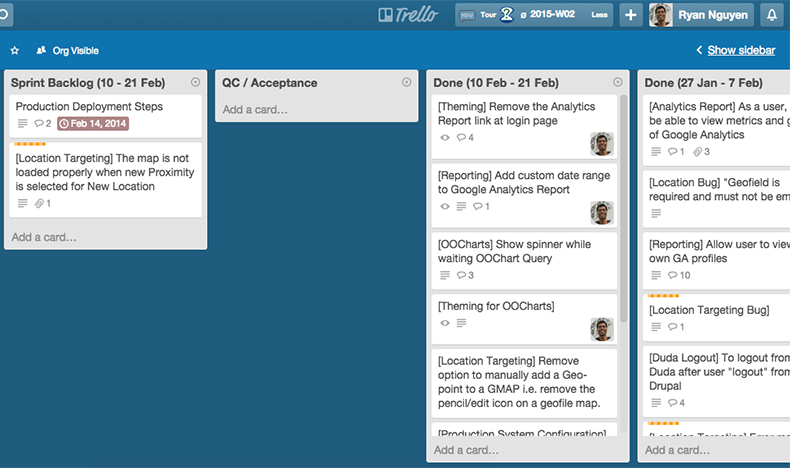 Trello
Tour
2015-W02
Less
Ryan Nguyen
Org Visible
Show sidebar
Sprint Backlog (10 - 21 Feb)
Production Deployment Steps
2
Feb 14, 2014
[Location Targeting] The map is not
loaded properly when new Proximity
is selected for New Location
1
Add a card…
QC / Acceptance
Add a card…
Done (10 Feb - 21 Feb)
[Theming] Remove the Analytics
Report link at login page
4
[Reporting] Add custom date range
to Google Analytics Report
1
[OOCharts] Show spinner while
waiting OOChart Query
3
[Theming for OOCharts]
[Location Targeting] Remove
option to manually add a Geo-
point to a GMAP i.e. remove the
pencil/edit icon on a geofile map.
[Production System Configuration]
Add a card…
Done (27 Jan - 7 Feb)
[Analytics Report] As a user,
be able to view metrics and g
of Google Analytics
1 3
[Location Bug] "Geofield is
required and must not be em
[Reporting] Allow user to view
own GA profiles
10
[Location Targeting Bug]
1
[Duda Logout] To logout from
Duda after user "logout" from
Drupal
4
Add a card…